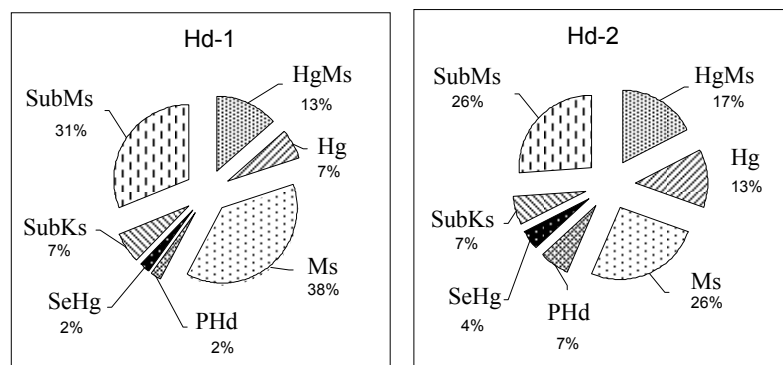 Hd-1
HgMs
13%
Hg
7%
Ms
38%
PHd
2%
SeHg
2%
SubKs
7%
SubMs
31%
Hd-2
HgMs
17%
Hg
13%
Ms
26%
PHd
7%
SeHg
4%
SubKs
7%
SubMs
26%